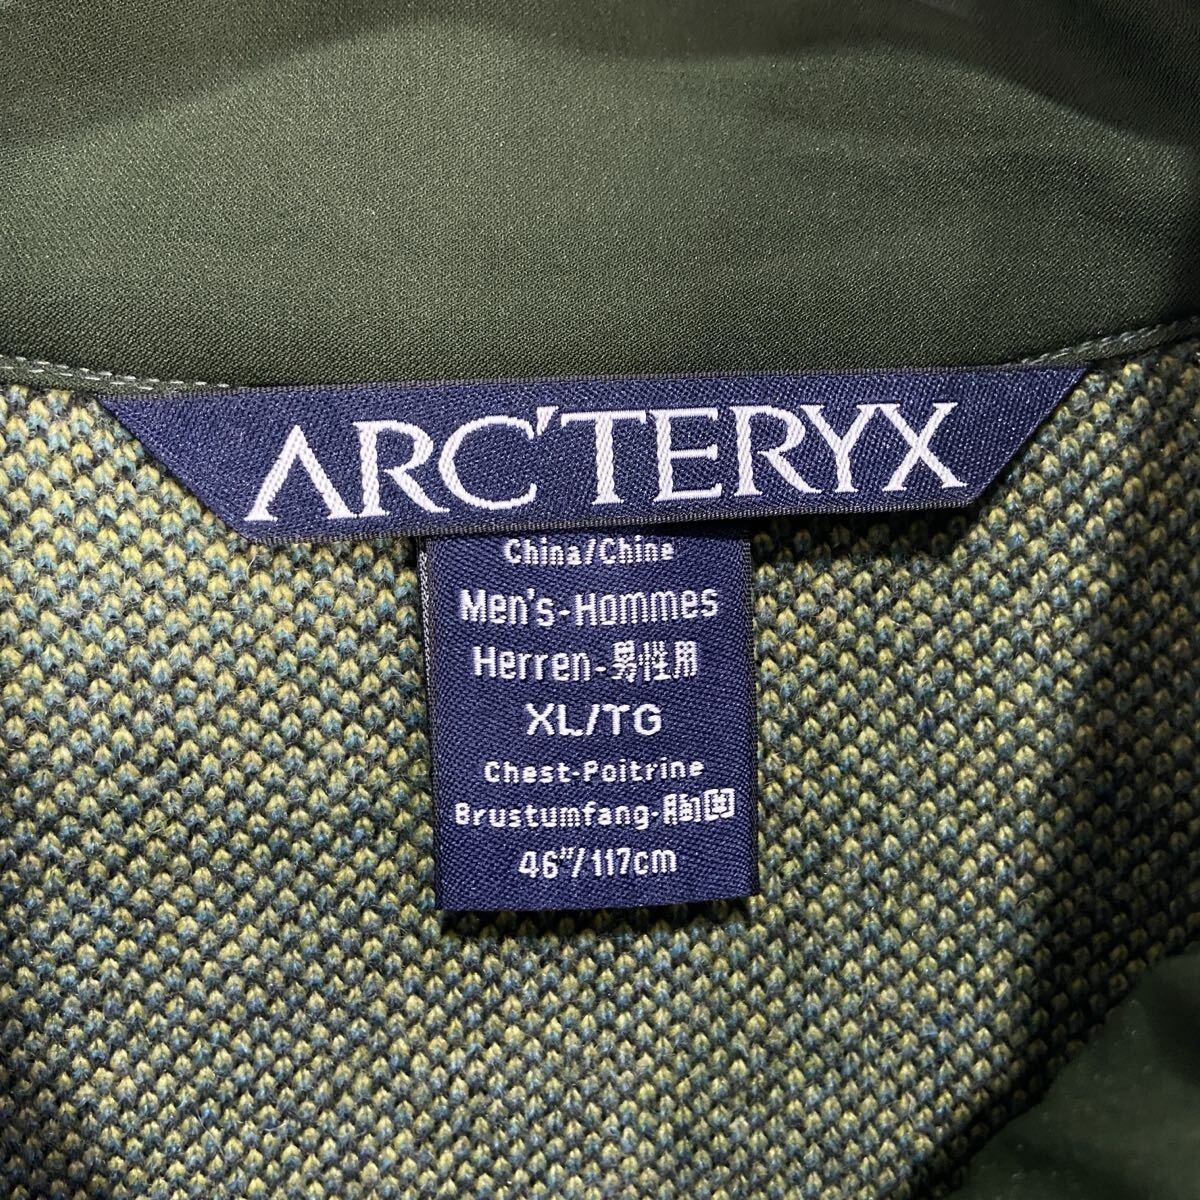 ARC'TERYX
China/Chine
Men's-Hommes
Herren-男性用
XL/TG
Chest-Poitrine
Brustumfang-胸囲
46"/117cm